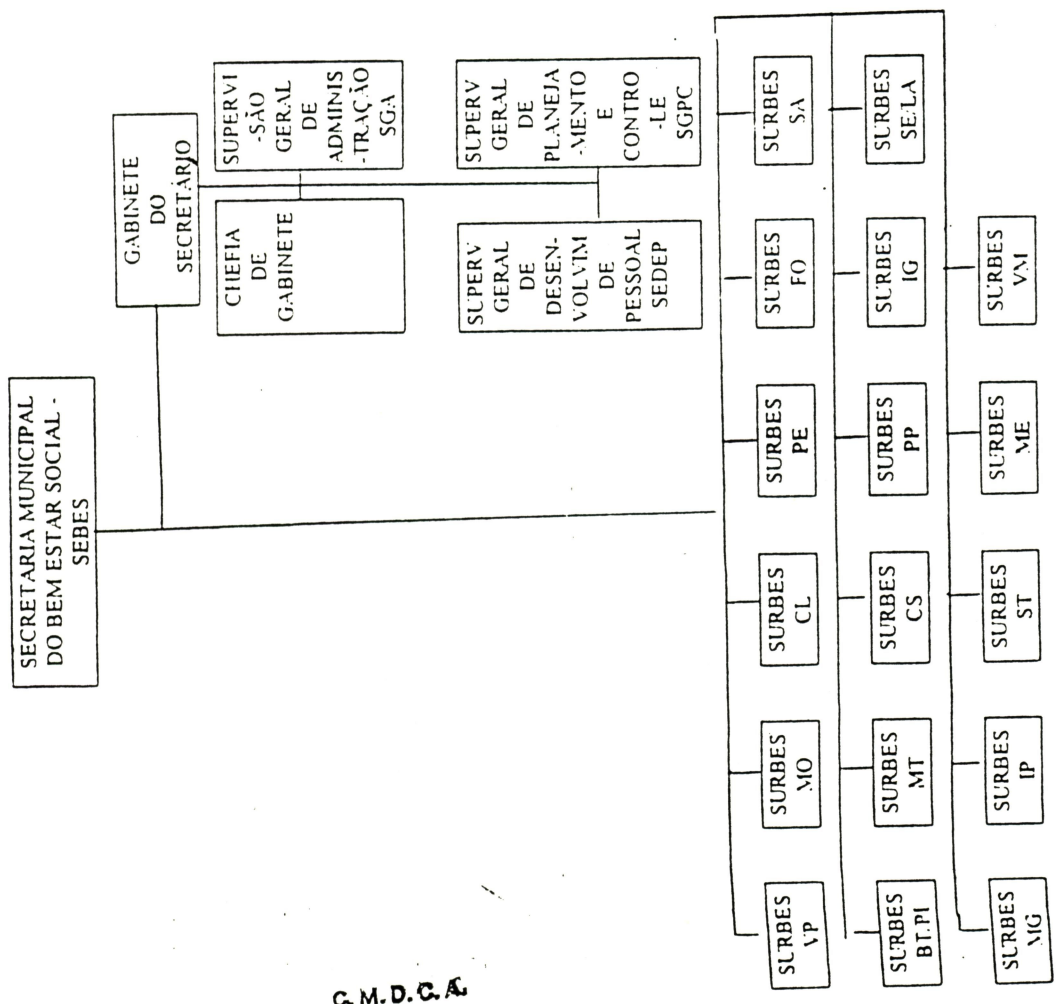 SECRETARIA MUNICIPAL
DO BEM ESTAR SOCIAL -
SEBES
GABINETE
DO
SECRETÁRIO
CHEFIA
DE
GABINETE
SUPERVI
-SÃO
GERAL
DE
ADMINIS
-TRAÇÃO
SGA
SUPERV
GERAL
DE
DESEN-
VOLVIM
DE
PESSOAL
SEDEP
SUPERV
GERAL
DE
PLANEJA
-MENTO
E
CONTRO
-LE
SGPC
SURBES
VP
SURBES
MO
SURBES
CL
SURBES
PE
SURBES
FO
SURBES
SA
SURBES
BT.PI
SURBES
MT
SURBES
CS
SURBES
PP
SURBES
IG
SURBES
SE/LA
SURBES
MG
SURBES
IP
SURBES
ST
SURBES
ME
SURBES
VM
C.M.D.C.A.